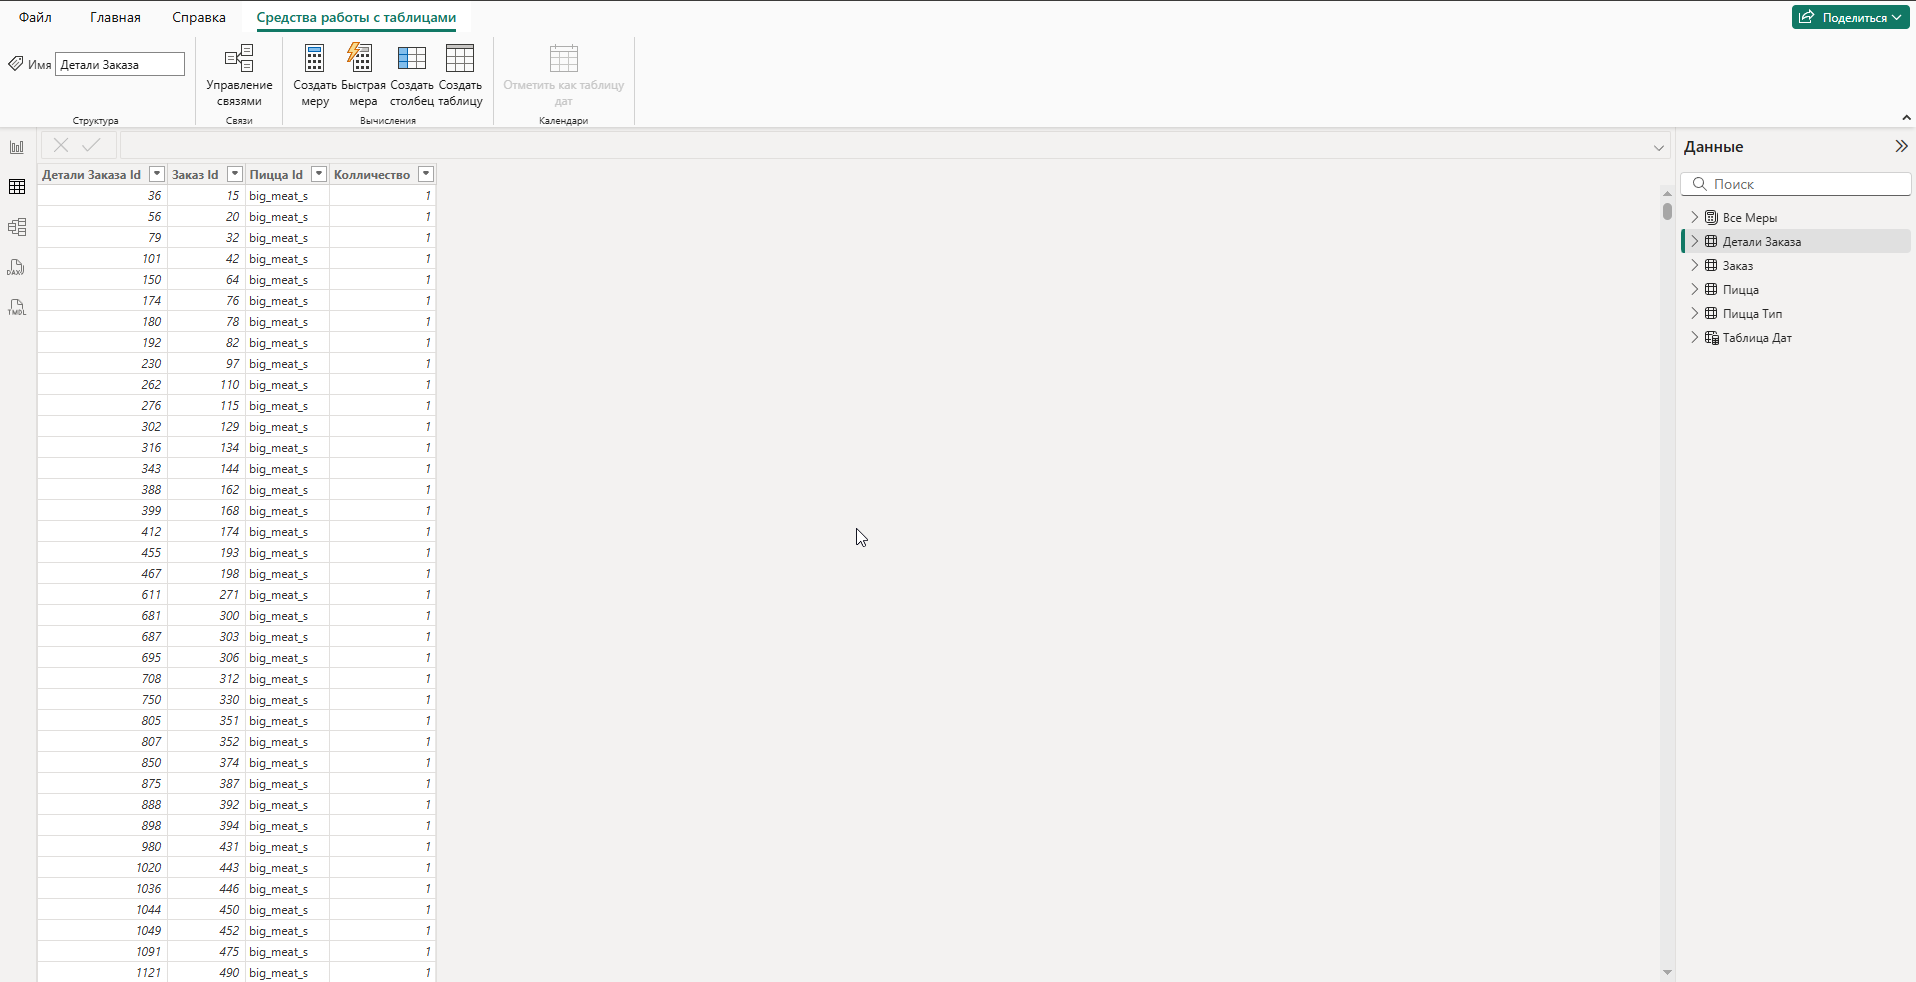 Файл Главная Справка Средства работы с таблицами Поделиться
Имя Детали Заказа
Управление связями
Создать меру
Быстрая мера
Создать столбец
Создать таблицу
Отметить как таблицу дат
Структура Связи Вычисления Календари
Детали Заказа Id Заказ Id Пицца Id Колличество
36 15 big_meat_s 1
56 20 big_meat_s 1
79 32 big_meat_s 1
101 42 big_meat_s 1
150 64 big_meat_s 1
174 76 big_meat_s 1
180 78 big_meat_s 1
192 82 big_meat_s 1
230 97 big_meat_s 1
262 110 big_meat_s 1
276 115 big_meat_s 1
302 129 big_meat_s 1
316 134 big_meat_s 1
343 144 big_meat_s 1
388 162 big_meat_s 1
399 168 big_meat_s 1
412 174 big_meat_s 1
455 193 big_meat_s 1
467 198 big_meat_s 1
611 271 big_meat_s 1
681 300 big_meat_s 1
687 303 big_meat_s 1
695 306 big_meat_s 1
708 312 big_meat_s 1
750 330 big_meat_s 1
805 351 big_meat_s 1
807 352 big_meat_s 1
850 374 big_meat_s 1
875 387 big_meat_s 1
888 392 big_meat_s 1
898 394 big_meat_s 1
980 431 big_meat_s 1
1020 443 big_meat_s 1
1036 446 big_meat_s 1
1044 450 big_meat_s 1
1049 452 big_meat_s 1
1091 475 big_meat_s 1
1121 490 big_meat_s 1
DAX
TMDL
Данные
Поиск
Все Меры
Детали Заказа
Заказ
Пицца
Пицца Тип
Таблица Дат